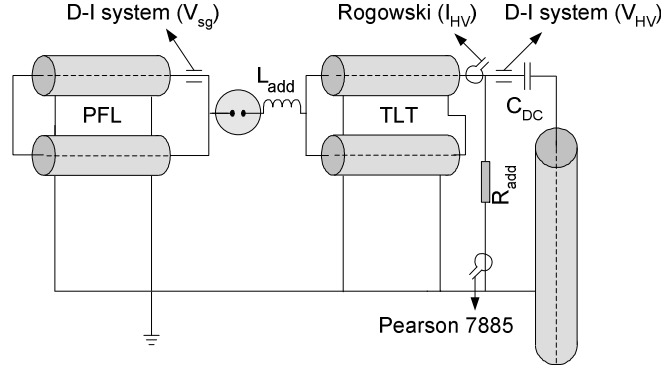 D-I system (Vsg)
Rogowski (IHV)
D-I system (VHV)
Ladd
PFL
TLT
CDC
Radd
Pearson 7885